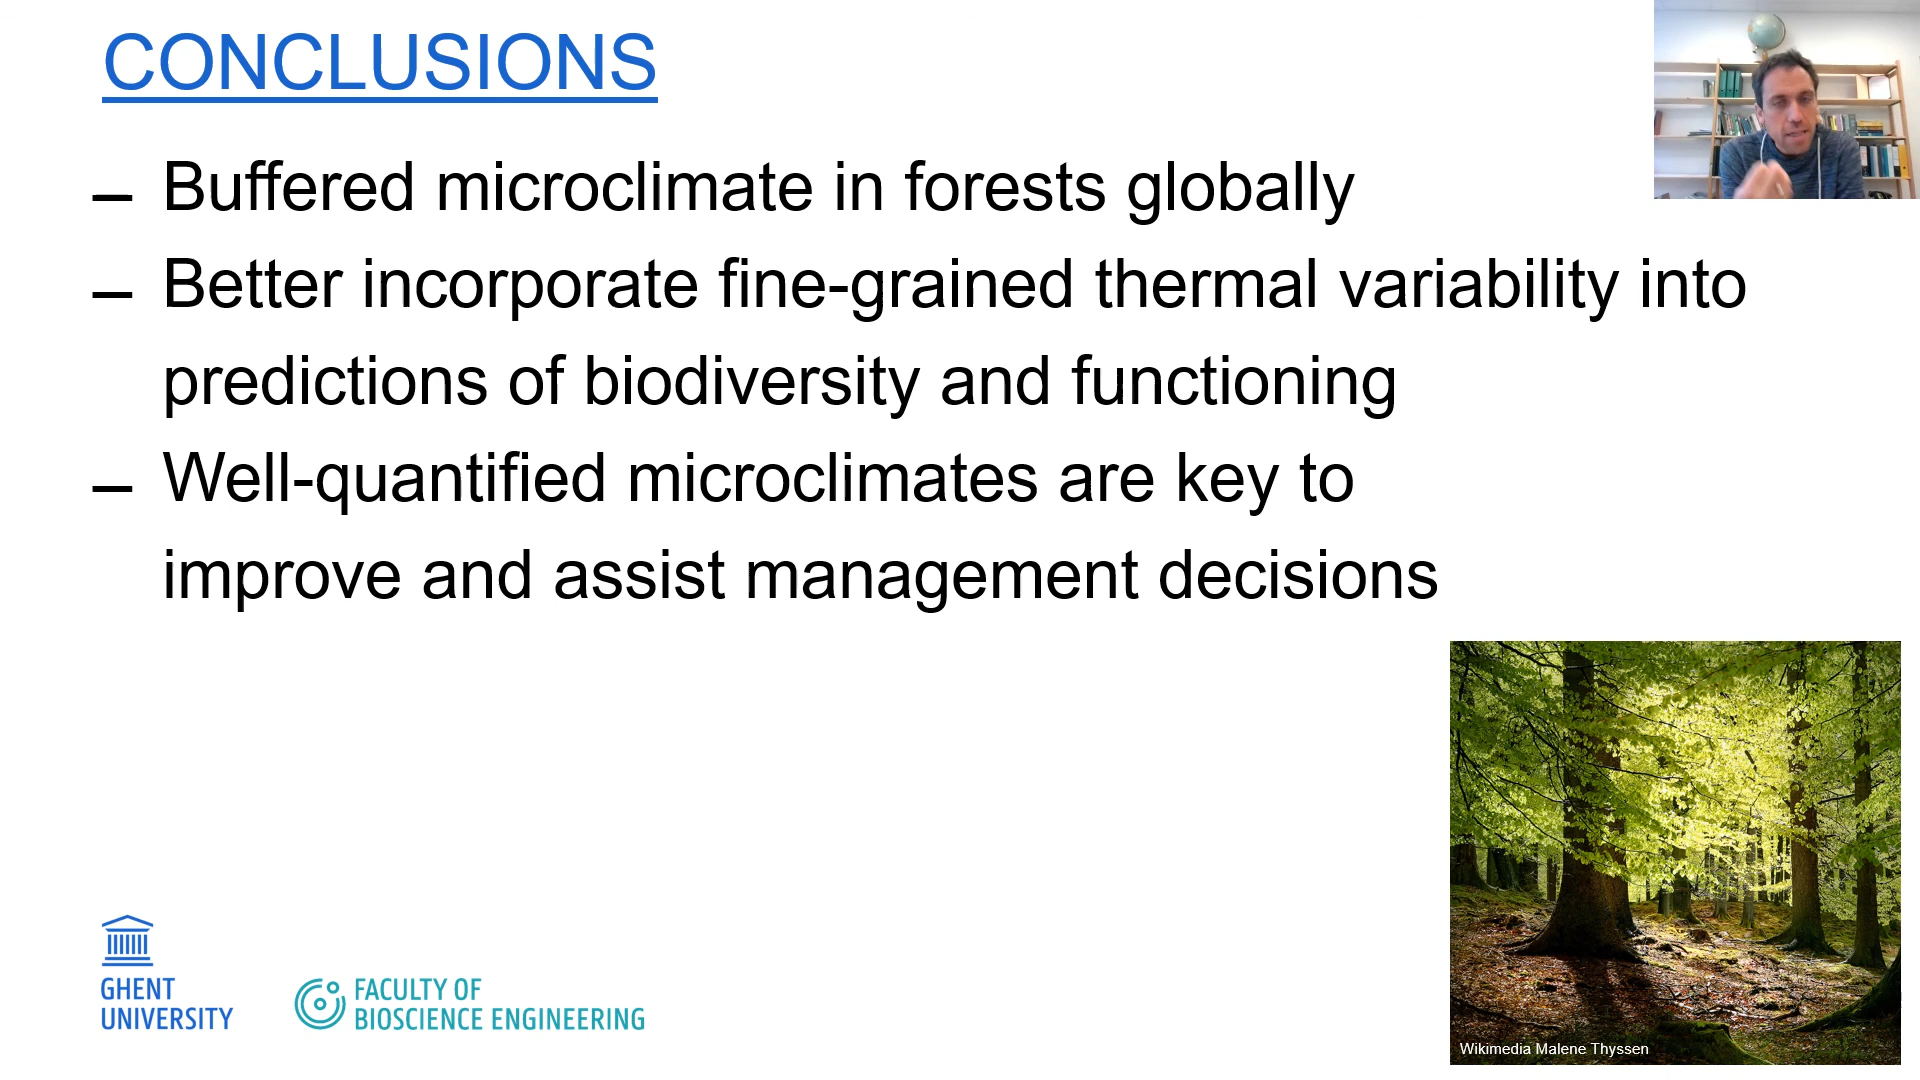 CONCLUSIONS
– Buffered microclimate in forests globally
– Better incorporate fine-grained thermal variability into
predictions of biodiversity and functioning
– Well-quantified microclimates are key to
improve and assist management decisions
GHENT
UNIVERSITY
FACULTY OF
BIOSCIENCE ENGINEERING
Wikimedia Malene Thyssen